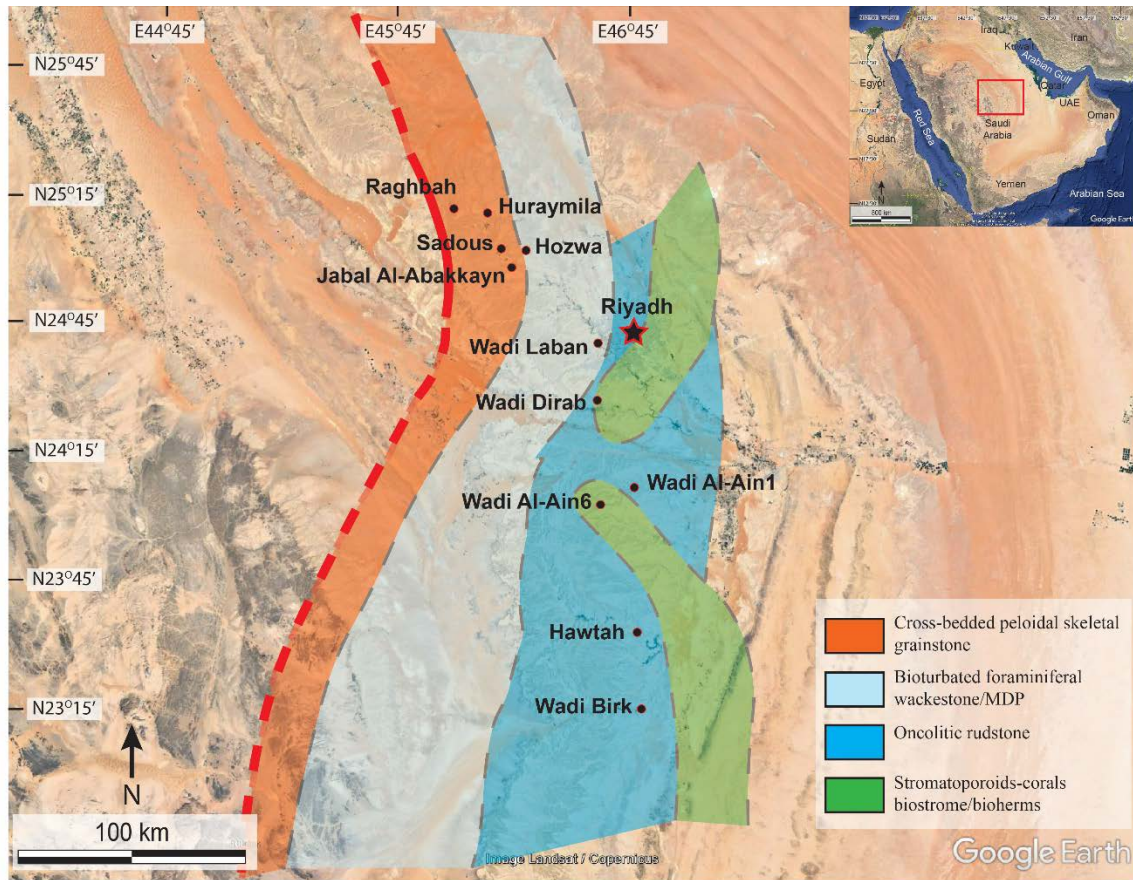 E44°45'
E45°45'
E46°45'
N25°45'
N25°15'
N24°45'
N24°15'
N23°45'
N23°15'
Raghbah
Huraymila
Sadous
Hozwa
Jabal Al-Abakkayn
Riyadh
Wadi Laban
Wadi Dirab
Wadi Al-Ain1
Wadi Al-Ain6
Hawtah
Wadi Birk
N
100 km
Image Landsat / Copernicus
Google Earth
Cross-bedded peloidal skeletal
grainstone
Bioturbated foraminiferal
wackestone/MDP
Oncolitic rudstone
Stromatoporoids-corals
biostrome/bioherms
Iraq
Iran
Kuwait
Egypt
Arabian Gulf
Qatar
UAE
Oman
Saudi
Arabia
Red Sea
Sudan
Yemen
Arabian Sea
Google Earth